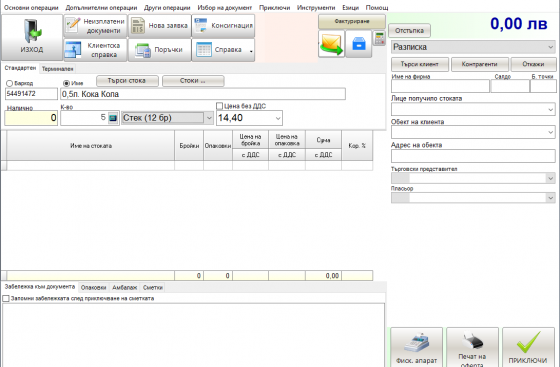 Основни операции Допълнителни операции Други операции Избор на документ Приключи Инструменти Езици Помощ
ИЗХОД
Неизплатени документи
Нова заявка
Консигнация
Клиентска справка
Поръчки
Справка
Фактуриране
0,00 лв
Отстъпка
Разписка
Търси клиент Контрагенти Откажи
Име на фирма Салдо Б. точки
Лице получило стоката
Обект на клиента
Адрес на обекта
Търговски представител
Пласьор
Стандартен Терминален
Баркод Име Търси стока Стоки ...
54491472 0,5л. Кока Кола
Налично К-во Цена без ДДС
0 5 Стек (12 бр) 14,40
Име на стоката Бройки Опаковки Цена на бройка Цена на опаковка Сума Кор. %
с ДДС с ДДС с ДДС
0 0 0,00
Забележка към документа Опаковки Амбалаж Сметки
Запомни забележката след приключване на сметката
Фиск. апарат
Печат на оферта
ПРИКЛЮЧИ